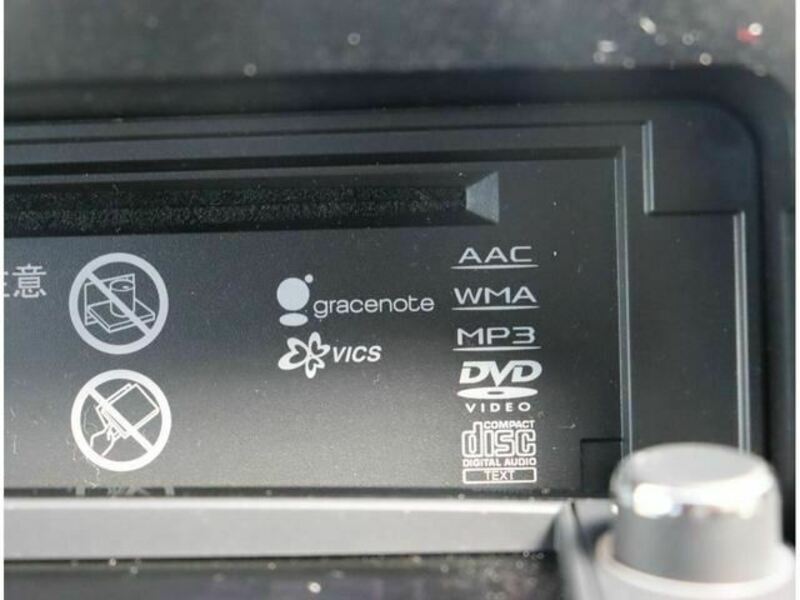 注意
gracenote
VICS
AAC
WMA
MP3
DVD
VIDEO
COMPACT
disc
DIGITAL AUDIO
TEXT